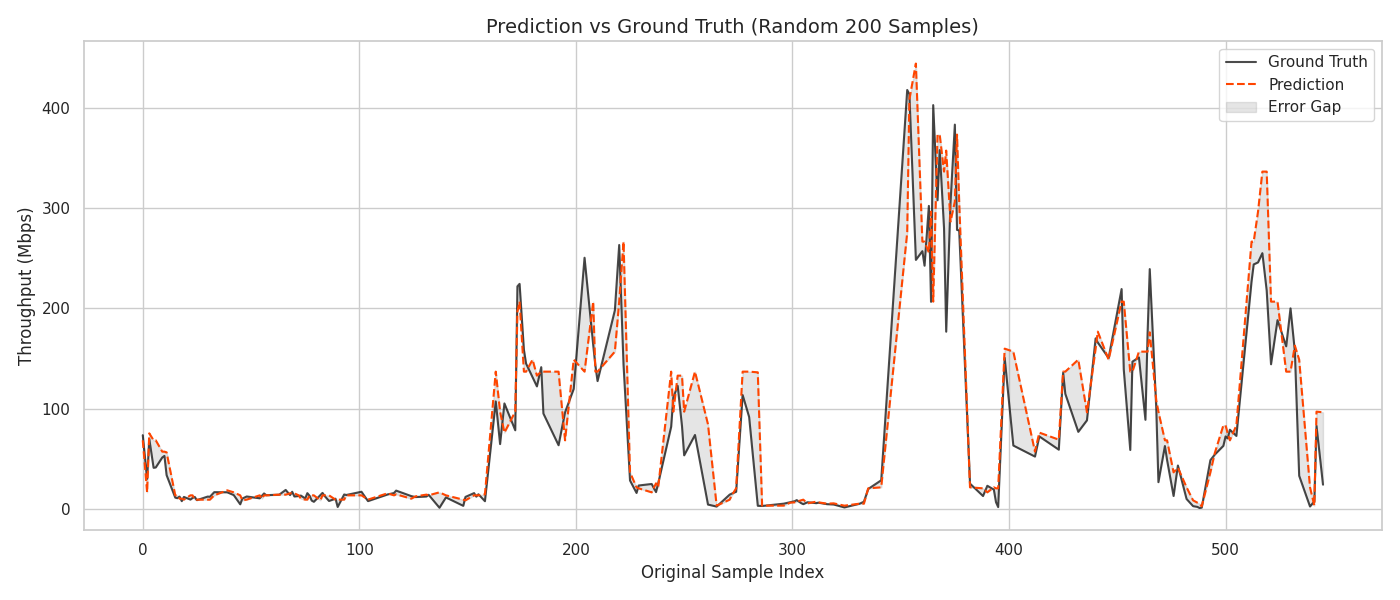 Prediction vs Ground Truth (Random 200 Samples)
Ground Truth
Prediction
Error Gap
Throughput (Mbps)
400
300
200
100
0
0 100 200 300 400 500
Original Sample Index